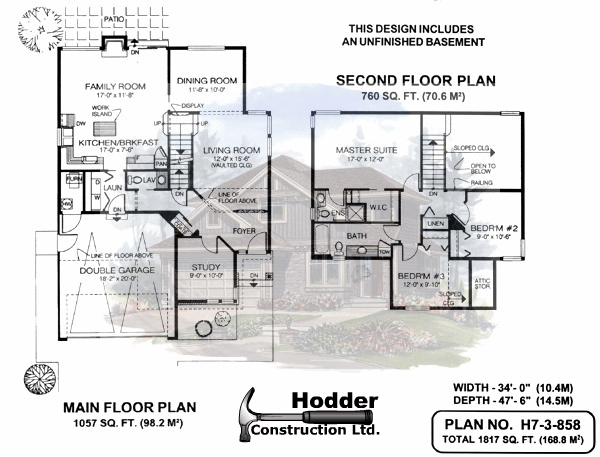 PATIO
DN
FAMILY ROOM
17'-0" x 11'-8"
WORK
ISLAND
DW
KITCHEN/BRKFAST
17'-0" x 7'-6"
DINING ROOM
11'-8" x 10'-0"
DISPLAY
UP
UP
LIVING ROOM
12'-0" x 15'-6"
(VAULTED CLG)
PAN
FURN
HW
D
W
LAUN
LAV
DN
DN
LINE OF
FLOOR ABOVE
LINE OF FLOOR ABOVE
DOUBLE GARAGE
18'-2" x 20'-0"
FOYER
STUDY
9'-0" x 10'-0"
DN
MAIN FLOOR PLAN
1057 SQ. FT. (98.2 M²)
THIS DESIGN INCLUDES
AN UNFINISHED BASEMENT
SECOND FLOOR PLAN
760 SQ. FT. (70.6 M²)
MASTER SUITE
17'-0" x 12'-0"
SLOPED CLG
OPEN TO
BELOW
RAILING
DN
ENS
W.I.C
LINEN
BATH
TOW
BEDR'M #2
9'-0" x 10'-6"
BEDR'M #3
12'-0" x 9'-10"
SLOPED
CLG
ATTIC
STOR.
Hodder
Construction Ltd.
WIDTH - 34'- 0" (10.4M)
DEPTH - 47'- 6" (14.5M)
PLAN NO. H7-3-858
TOTAL 1817 SQ. FT. (168.8 M²)